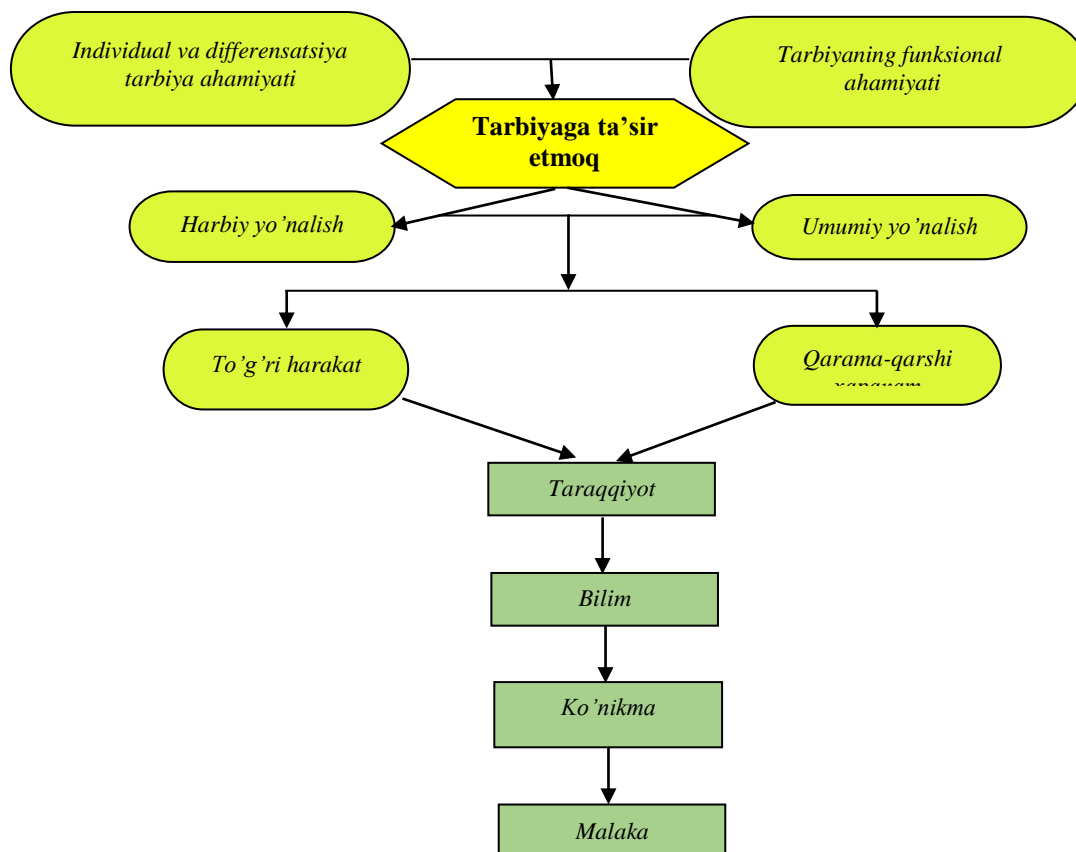 Individual va differensatsiya
tarbiya ahamiyati
Tarbiyaning funksional
ahamiyati
Tarbiyaga ta’sir
etmoq
Harbiy yo’nalish
Umumiy yo’nalish
To’g’ri harakat
Qarama-qarshi
Taraqqiyot
Bilim
Ko’nikma
Malaka